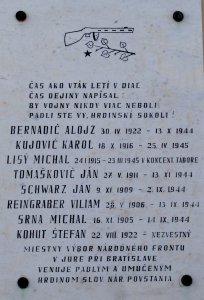 ČAS AKO VTÁK LETÍ V DIAĽ
ČAS DEJINY NAPÍSAL:
BY VOJNY NIKDY VIAC NEBOLI
PADLI STE VY, HRDINSKÍ SOKOLI!
BERNADIČ ALOJZ 30. IV 1922 - 13. X 1944
KUJOVIČ KAROL 18. X 1916 - 25. IV 1945
LISY MICHAL 24. I 1915 - 23. III 1945 V KONCENT. TÁBORE
TOMAŠKOVIČ JÁN 27. V 1911 - 13. XI 1944
SCHWARZ JÁN 9. XI 1909 - 2. IX 1944
REINGRABER VILIAM 28. V 1906 - 13. IX 1944
SRNA MICHAL 16. XI 1905 - 14. IX 1944
KOHUT ŠTEFAN 22. VIII 1922 - NEZVESTNÝ
MIESTNY VÝBOR NÁRODNÉHO FRONTU
V JURE PRI BRATISLAVE
VENUJE PADLÝM A UMUČENÝM
HRDINOM SLOV. NÁR. POVSTANIA